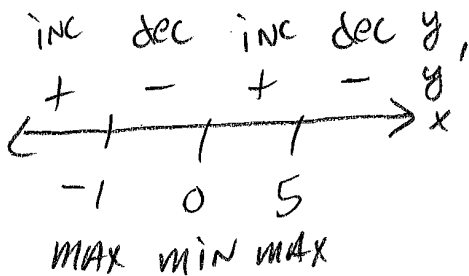 inc dec inc dec y
+ - + - y'
x
-1 0 5
max min max